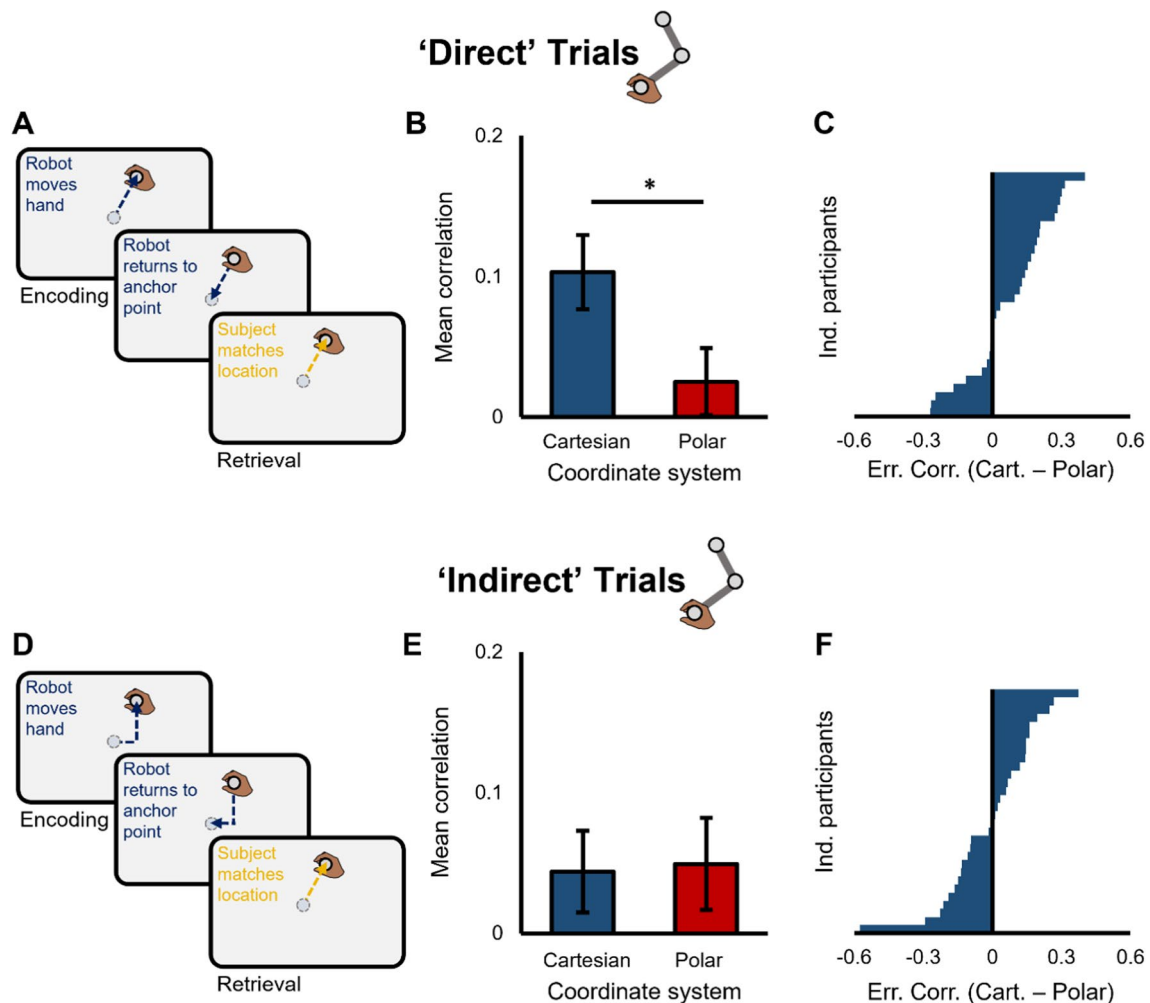 ‘Direct’ Trials
A
Robot
moves
hand
Encoding
Robot
returns to
anchor
point
Subject
matches
location
Retrieval
B
0.2
0.1
0
Mean correlation
*
Cartesian Polar
Coordinate system
C
Ind. participants
-0.6 -0.3 0 0.3 0.6
Err. Corr. (Cart. – Polar)
‘Indirect’ Trials
D
Robot
moves
hand
Encoding
Robot
returns to
anchor
point
Subject
matches
location
Retrieval
E
0.2
0.1
0
Mean correlation
Cartesian Polar
Coordinate system
F
Ind. participants
-0.6 -0.3 0 0.3 0.6
Err. Corr. (Cart. – Polar)